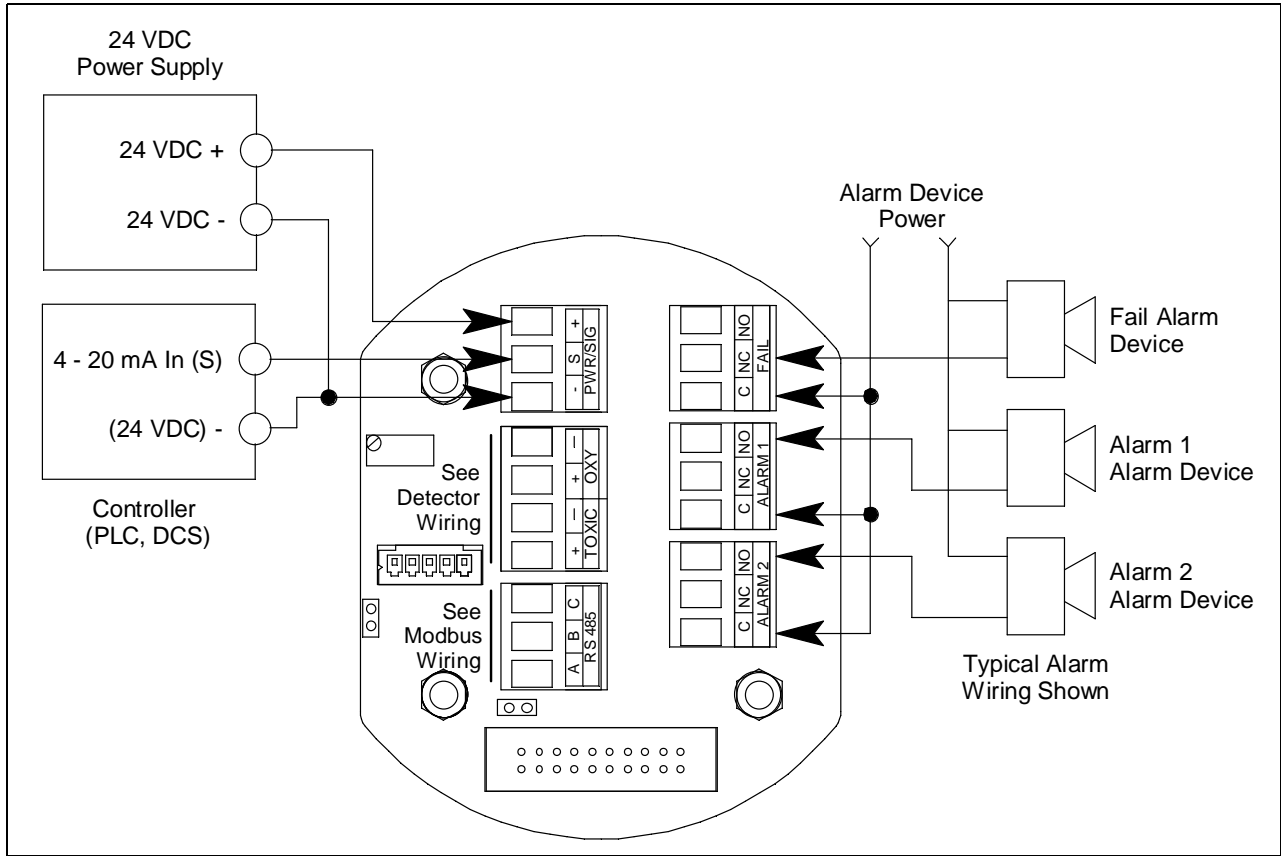 24 VDC
Power Supply
24 VDC +
24 VDC -
4 - 20 mA In (S)
(24 VDC) -
Controller
(PLC, DCS)
- S +
PWR/SIG
See
Detector
Wiring
+ – + –
TOXIC OXY
See
Modbus
Wiring
A B C
RS 485
C NC NO
FAIL
C NC NO
ALARM 1
C NC NO
ALARM 2
Alarm Device
Power
Fail Alarm
Device
Alarm 1
Alarm Device
Alarm 2
Alarm Device
Typical Alarm
Wiring Shown